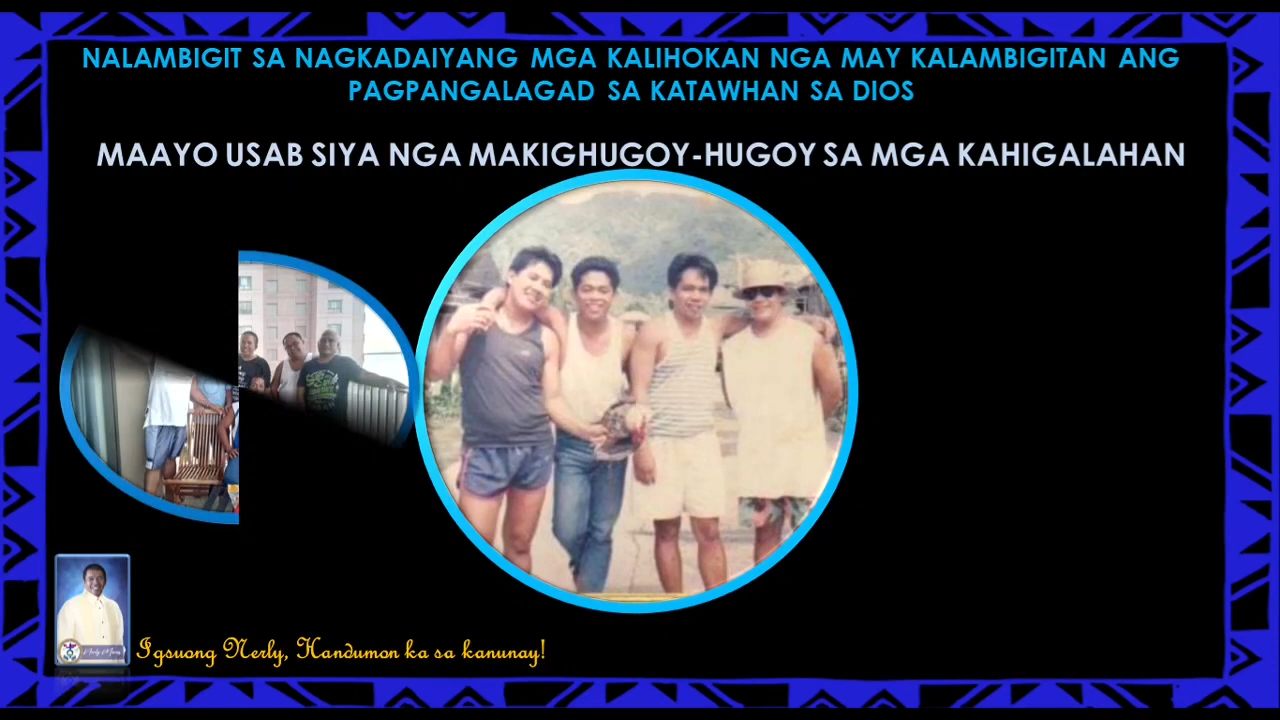 NALAMBIGIT SA NAGKADAIYANG MGA KALIHOKAN NGA MAY KALAMBIGITAN ANG
PAGPANGALAGAD SA KATAWHAN SA DIOS
MAAYO USAB SIYA NGA MAKIGHUGOY-HUGOY SA MGA KAHIGALAHAN
Igsuong Nerly, Handumon ka sa kanunay!